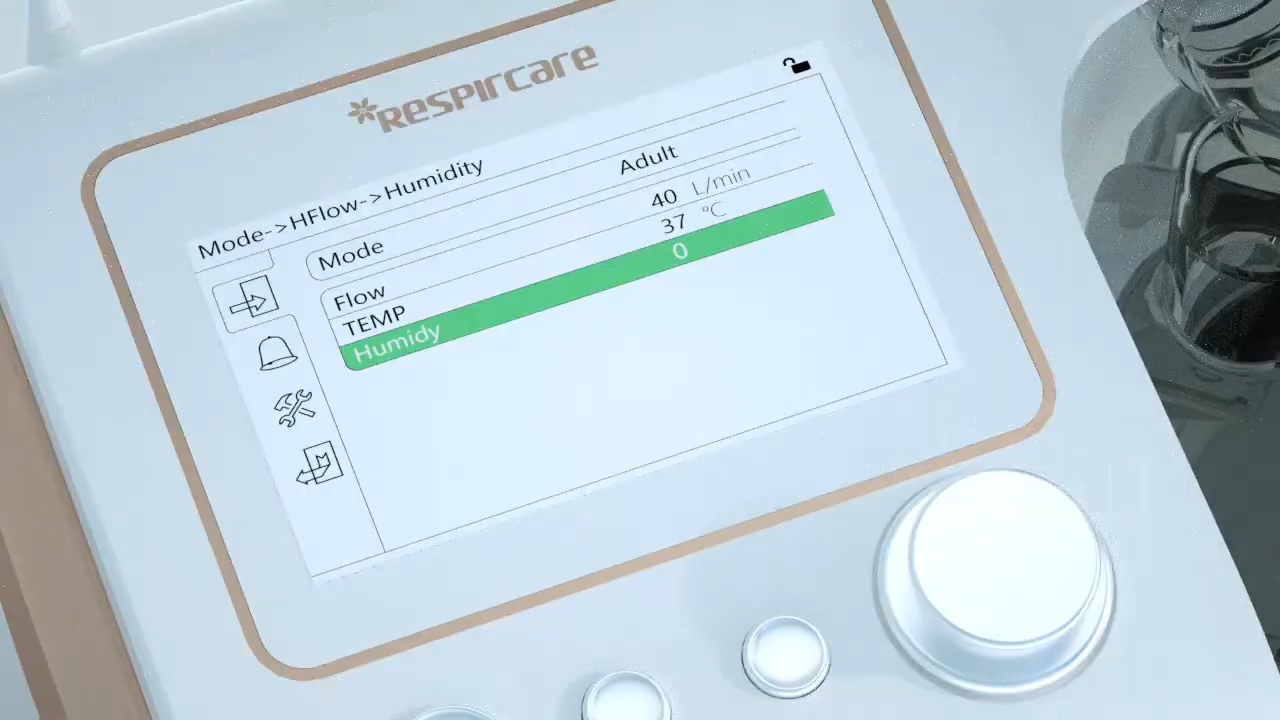 RESPIRCARE
Mode->HFlow->Humidity
Mode Adult
Flow 40 L/min
TEMP 37 °C
Humidy 0